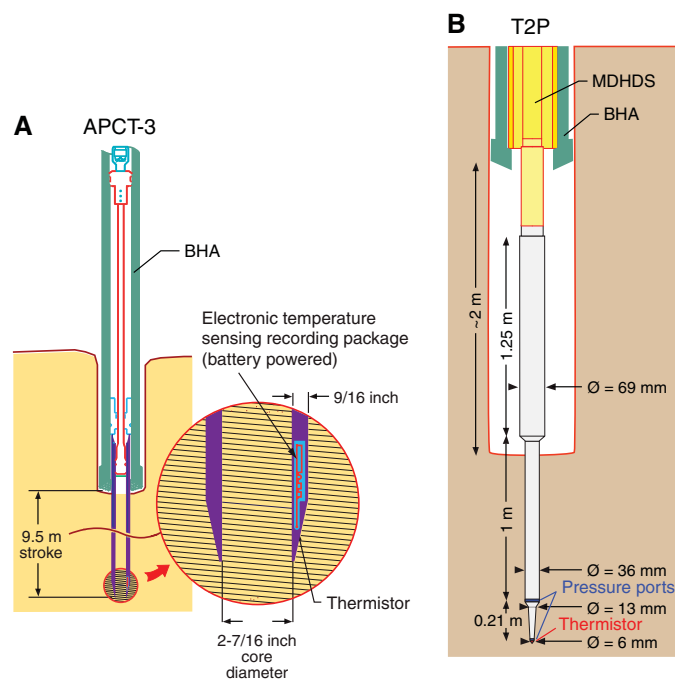 A
APCT-3
BHA
Electronic temperature
sensing recording package
(battery powered)
9/16 inch
9.5 m
stroke
Thermistor
2-7/16 inch
core
diameter
B
T2P
MDHDS
BHA
~2 m
1.25 m
Ø = 69 mm
1 m
Ø = 36 mm
Pressure ports
Ø = 13 mm
0.21 m
Thermistor
Ø = 6 mm